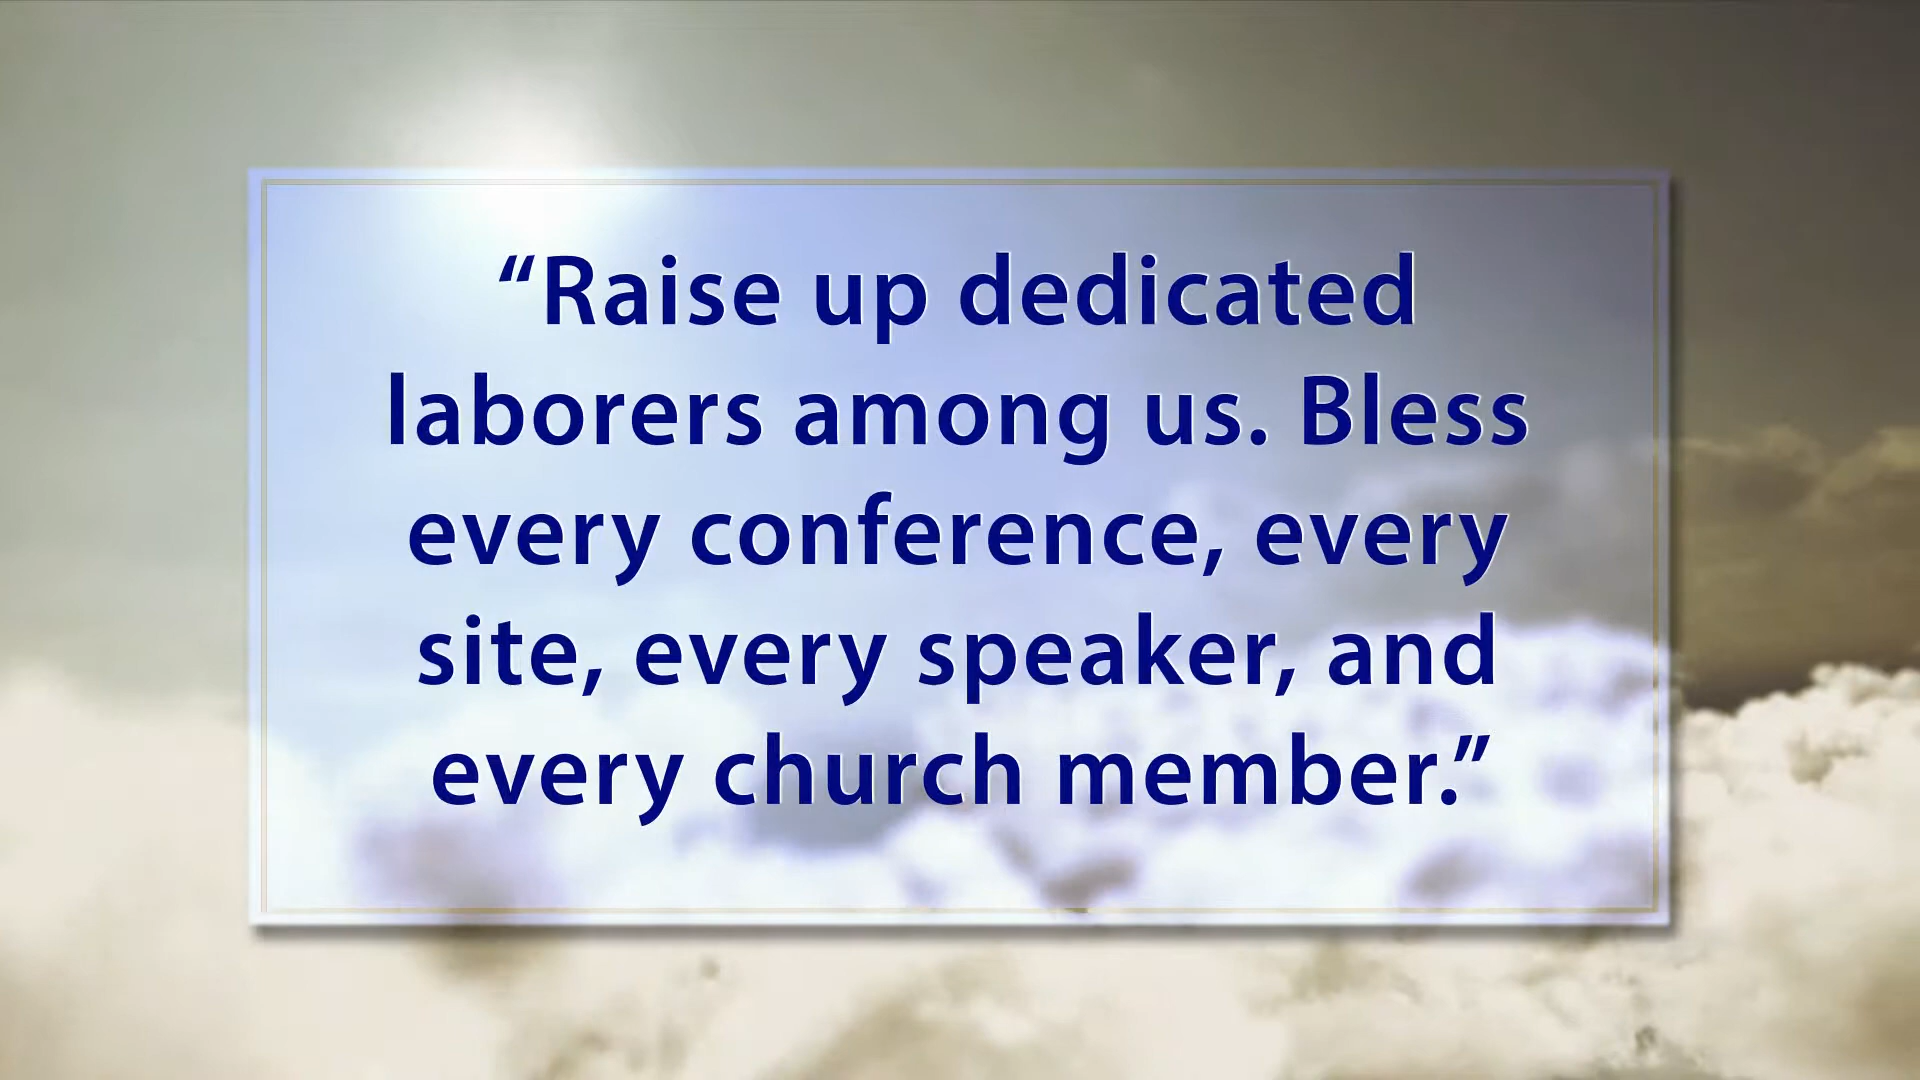 “Raise up dedicated
laborers among us. Bless
every conference, every
site, every speaker, and
every church member.”